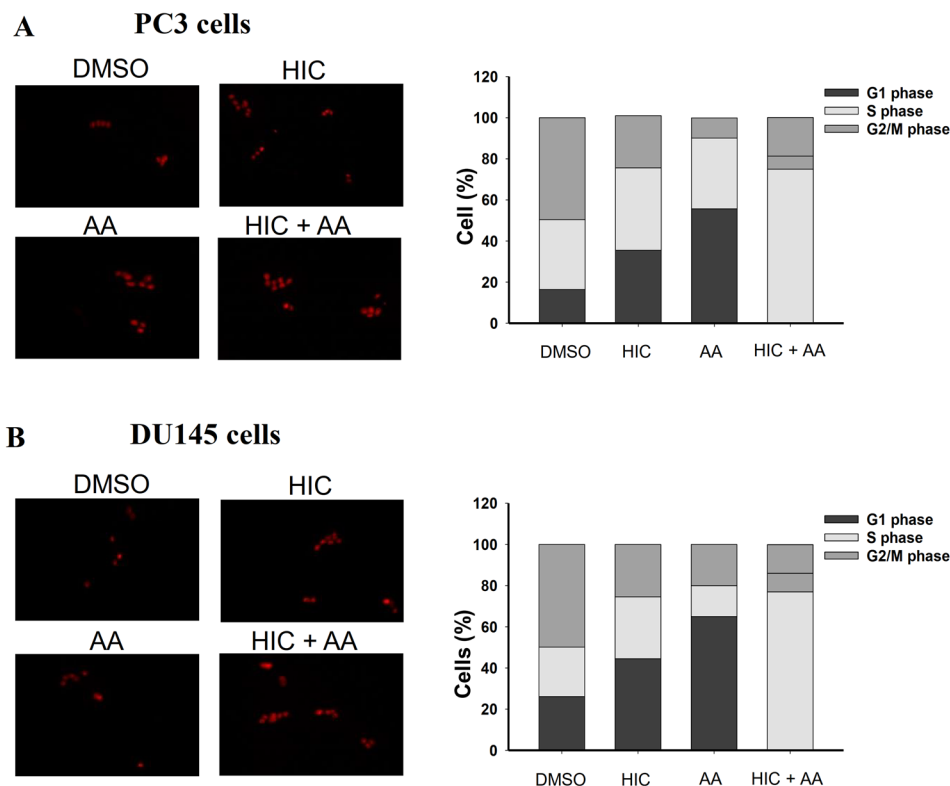 A PC3 cells
DMSO HIC
AA HIC + AA
120
100
80
60
40
20
0
Cell (%)
DMSO HIC AA HIC + AA
G1 phase
S phase
G2/M phase
B DU145 cells
DMSO HIC
AA HIC + AA
120
100
80
60
40
20
0
Cells (%)
DMSO HIC AA HIC + AA
G1 phase
S phase
G2/M phase